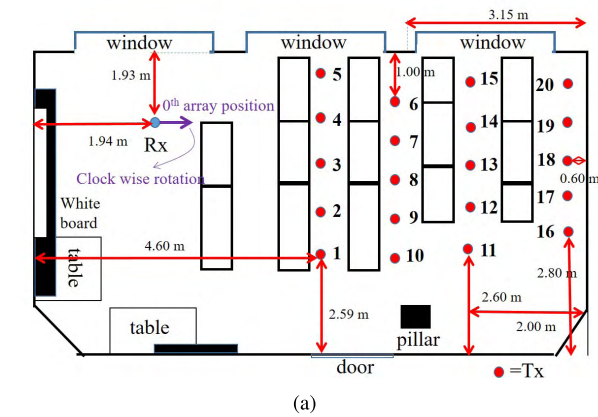 3.15 m
window
window
window
1.93 m
1.00 m
5
15
20
0th array position
6
4
14
19
1.94 m
Rx
7
3
13
18
Clock wise rotation
8
0.60 m
White
board
2
12
17
9
16
4.60 m
1
10
11
table
2.80 m
2.60 m
2.59 m
2.00 m
table
pillar
door
=Tx
(a)